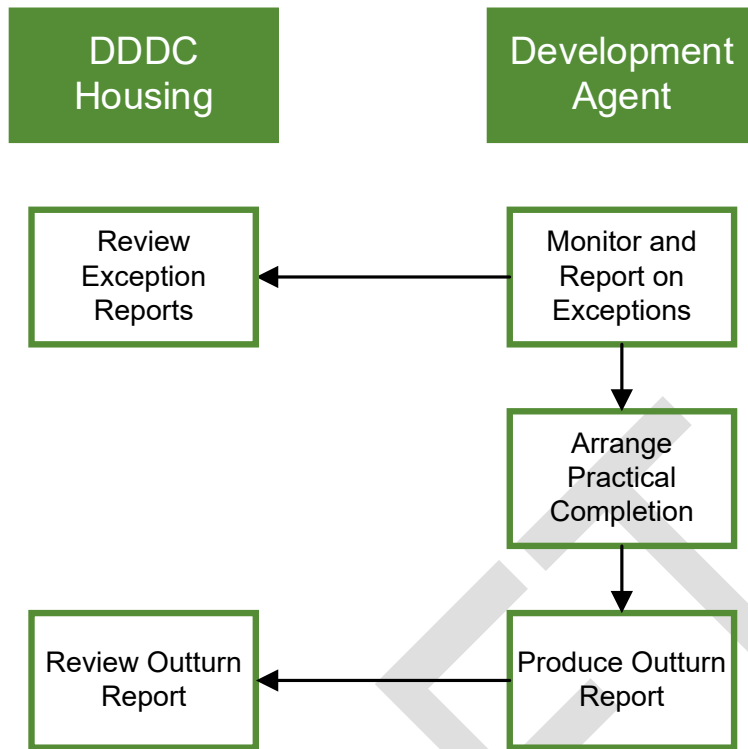 DDDC
Housing
Development
Agent
Review
Exception
Reports
Monitor and
Report on
Exceptions
Arrange
Practical
Completion
Review Outturn
Report
Produce Outturn
Report